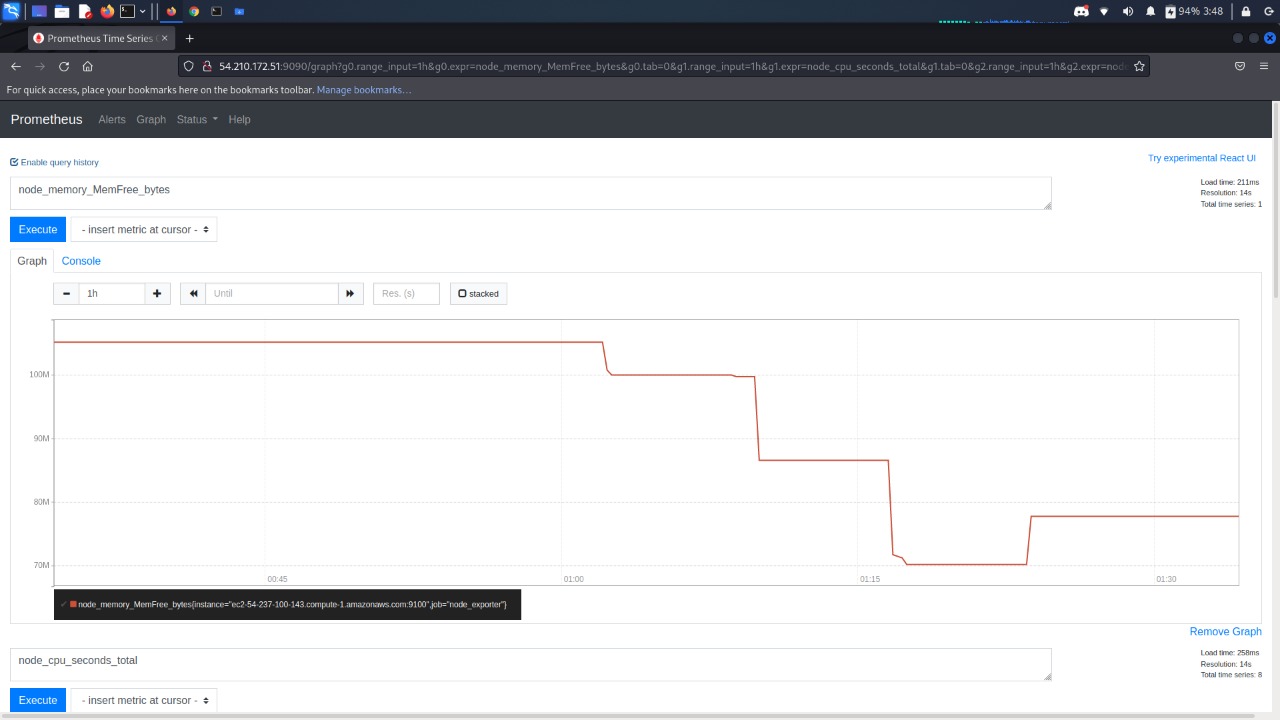 94% 3:48
Prometheus Time Series
54.210.172.51:9090/graph?g0.range_input=1h&g0.expr=node_memory_MemFree_bytes&g0.tab=0&g1.range_input=1h&g1.expr=node_cpu_seconds_total&g1.tab=0&g2.range_input=1h&g2.expr=node
For quick access, place your bookmarks here on the bookmarks toolbar. Manage bookmarks…
Prometheus Alerts Graph Status Help
Enable query history
Try experimental React UI
node_memory_MemFree_bytes
Load time: 211ms
Resolution: 14s
Total time series: 1
Execute - insert metric at cursor -
Graph Console
1h Until Res. (s) stacked
100M
90M
80M
70M
00:45 01:00 01:15 01:30
node_memory_MemFree_bytes{instance="ec2-54-237-100-143.compute-1.amazonaws.com:9100",job="node_exporter"}
Remove Graph
node_cpu_seconds_total
Load time: 258ms
Resolution: 14s
Total time series: 8
Execute - insert metric at cursor -